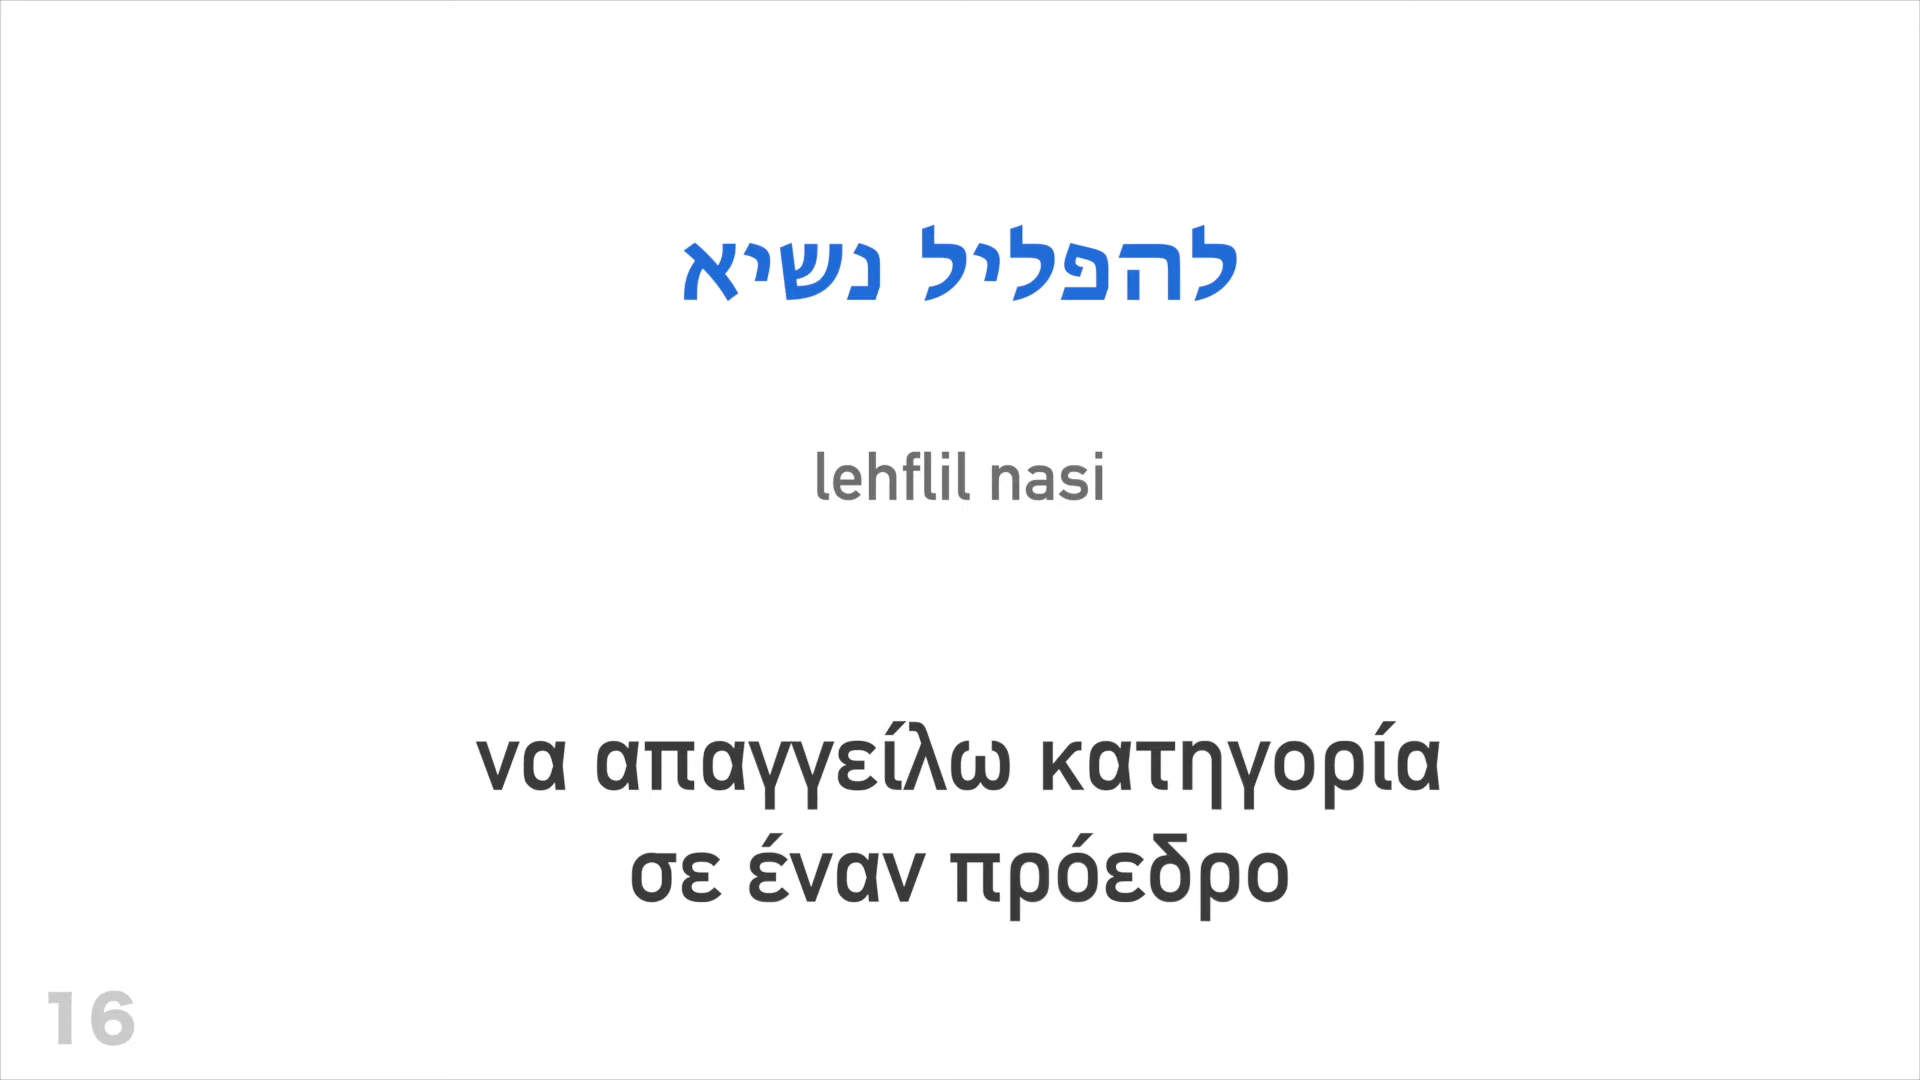 להפליל נשיא
lehflil nasi
να απαγγείλω κατηγορία
σε έναν πρόεδρο
16